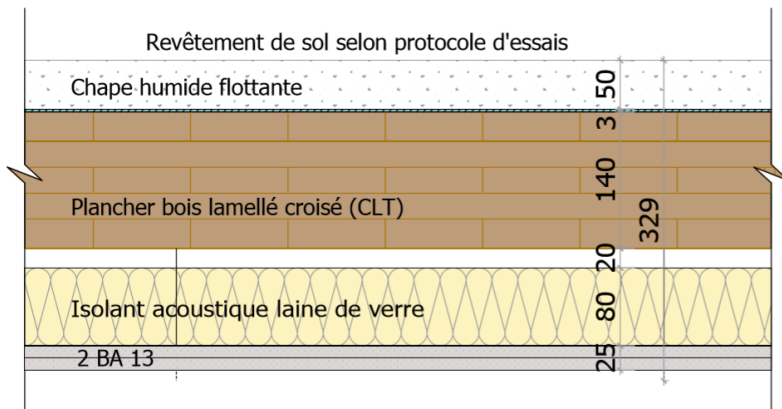 Revêtement de sol selon protocole d'essais
Chape humide flottante
50
3
Plancher bois lamellé croisé (CLT)
140
329
20
Isolant acoustique laine de verre
80
2 BA 13
25